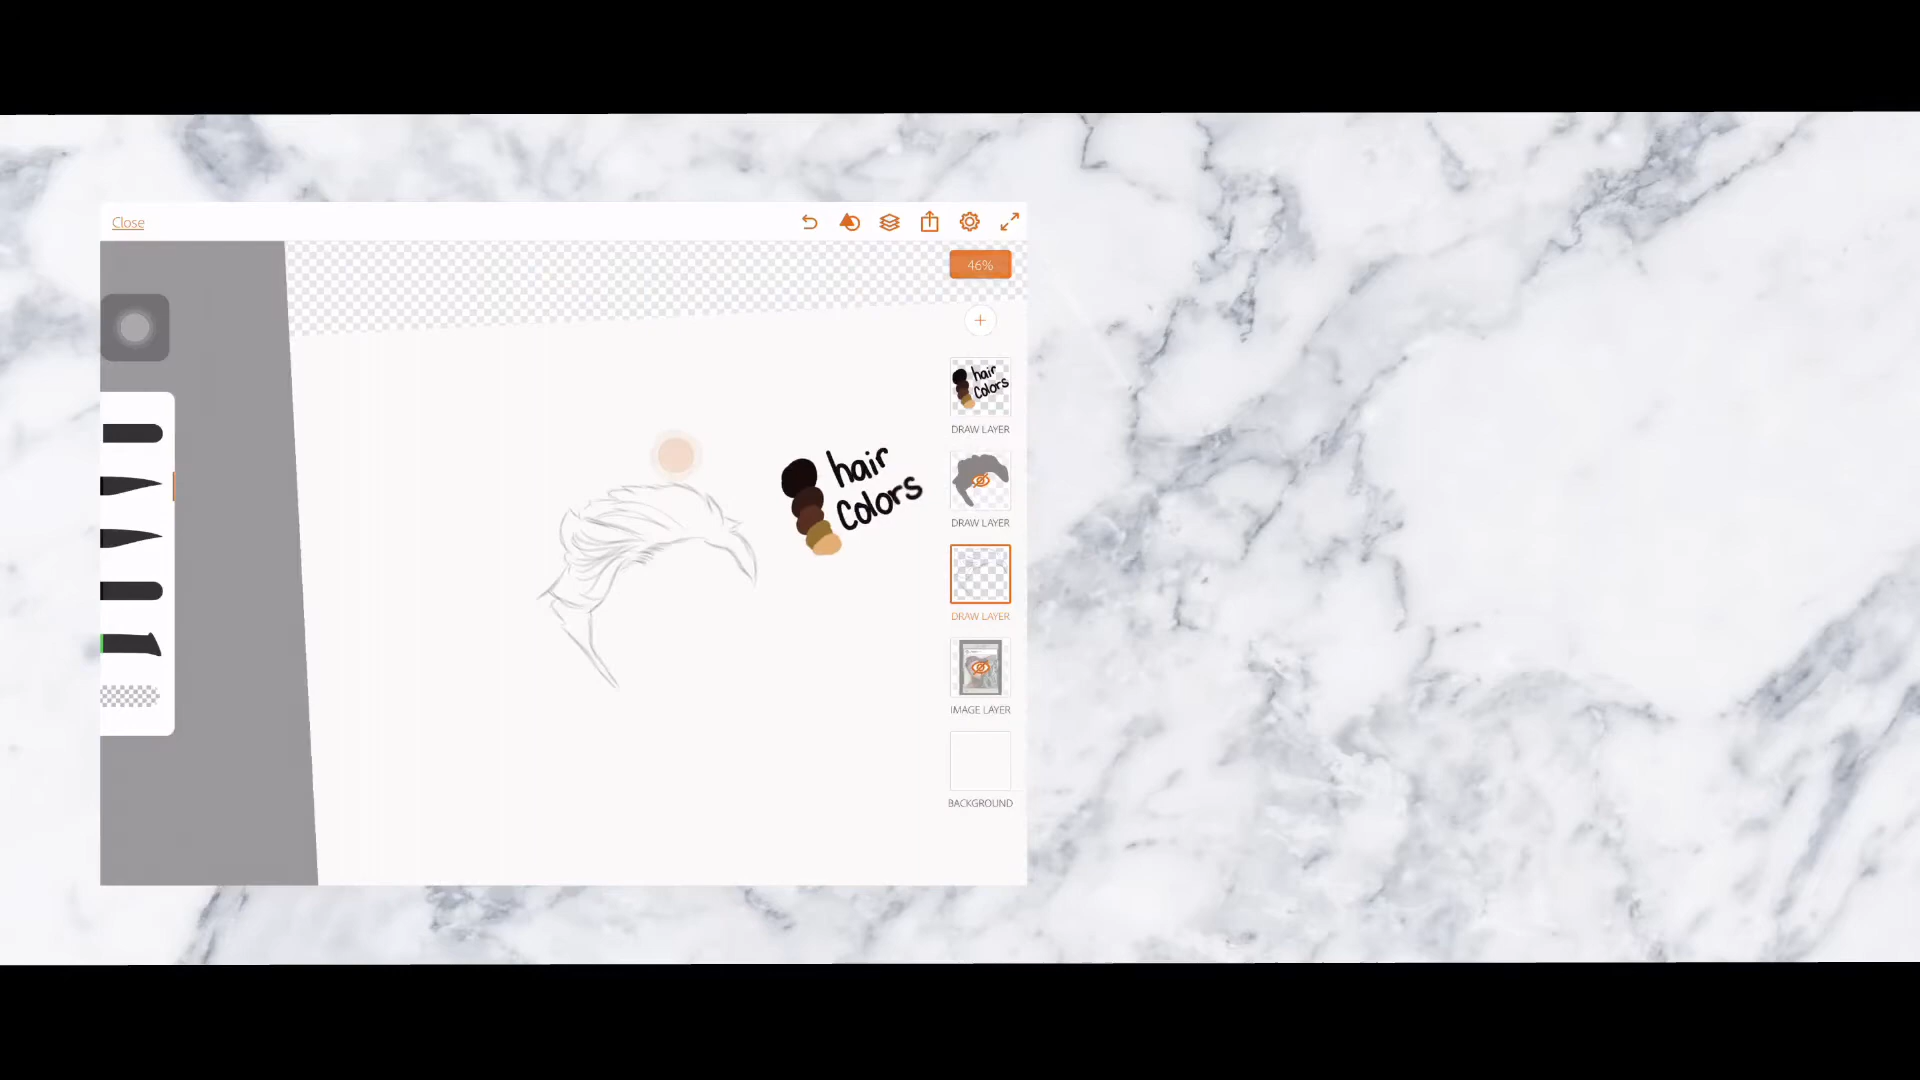 Close
46%
hair
Colors
DRAW LAYER
hair
Colors
DRAW LAYER
DRAW LAYER
IMAGE LAYER
BACKGROUND